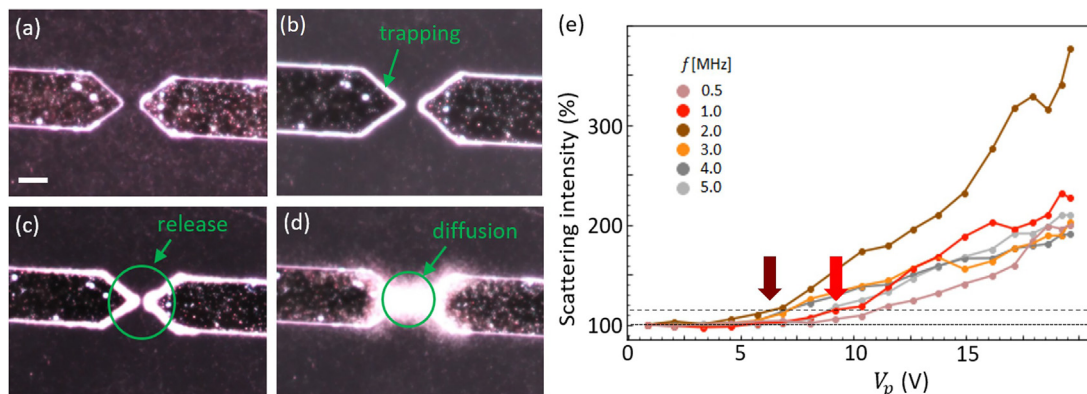 (a)
(b)
trapping
(c)
release
(d)
diffusion
(e)
Scattering intensity (%)
300
200
100
f [MHz]
0.5
1.0
2.0
3.0
4.0
5.0
0
5
10
15
Vₚ (V)